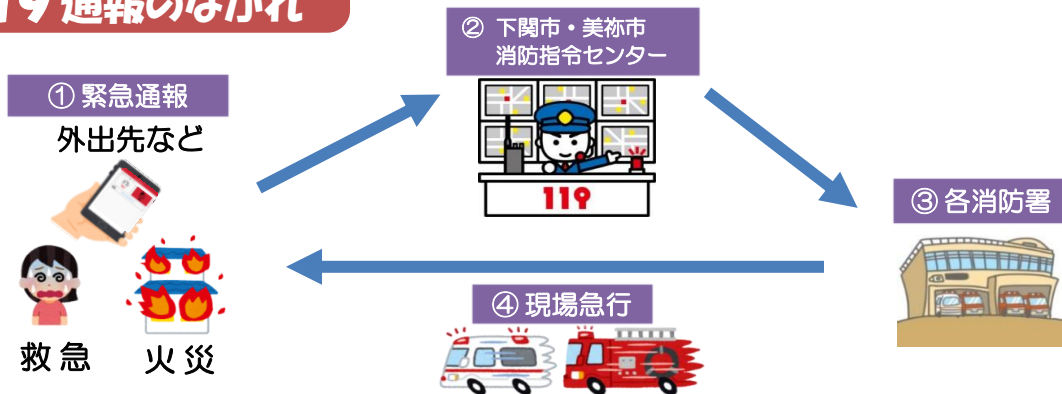 19通報のながれ
① 緊急通報
外出先など
救急
火災
② 下関市・美祢市
消防指令センター
119
③ 各消防署
④ 現場急行